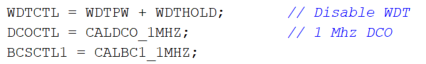 WDTCTL = WDTPW + WDTHOLD; // Disable WDT
DCOCTL = CALDCO_1MHZ; // 1 Mhz DCO
BCSCTL1 = CALBC1_1MHZ;